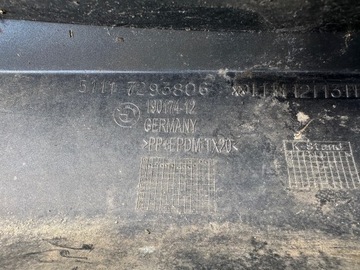 5111 7293806
190174 12
GERMANY
>PP+EPDM-TX20<
K-Stand